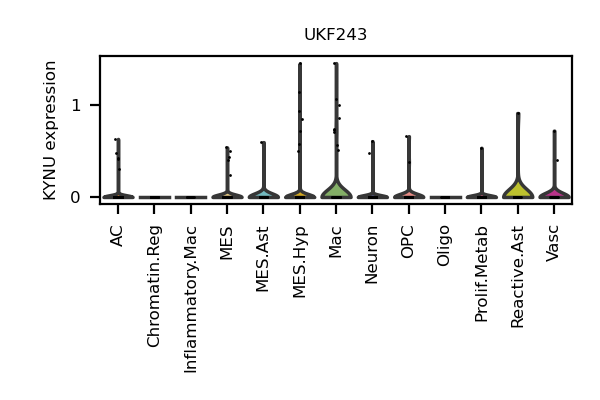 UKF243
KYNU expression
1
0
AC
Chromatin.Reg
Inflammatory.Mac
MES
MES.Ast
MES.Hyp
Mac
Neuron
OPC
Oligo
Prolif.Metab
Reactive.Ast
Vasc